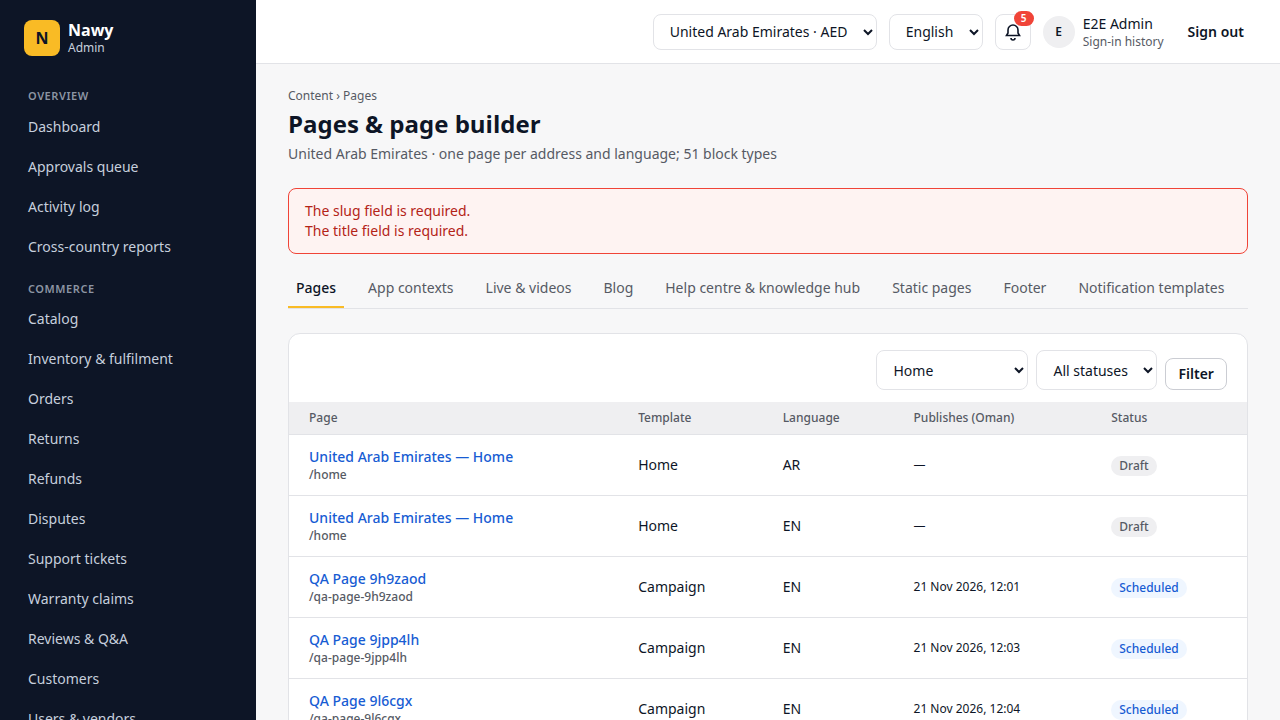 N
Nawy
Admin
OVERVIEW
Dashboard
Approvals queue
Activity log
Cross-country reports
COMMERCE
Catalog
Inventory & fulfilment
Orders
Returns
Refunds
Disputes
Support tickets
Warranty claims
Reviews & Q&A
Customers
Users & vendors
United Arab Emirates · AED
English
5
E
E2E Admin
Sign-in history
Sign out
Content › Pages
Pages & page builder
United Arab Emirates · one page per address and language; 51 block types
The slug field is required.
The title field is required.
Pages App contexts Live & videos Blog Help centre & knowledge hub Static pages Footer Notification templates
Home All statuses Filter
Page Template Language Publishes (Oman) Status
United Arab Emirates — Home
/home
Home AR — Draft
United Arab Emirates — Home
/home
Home EN — Draft
QA Page 9h9zaod
/qa-page-9h9zaod
Campaign EN 21 Nov 2026, 12:01 Scheduled
QA Page 9jpp4lh
/qa-page-9jpp4lh
Campaign EN 21 Nov 2026, 12:03 Scheduled
QA Page 9l6cgx
/qa-page-9l6cgx
Campaign EN 21 Nov 2026, 12:04 Scheduled